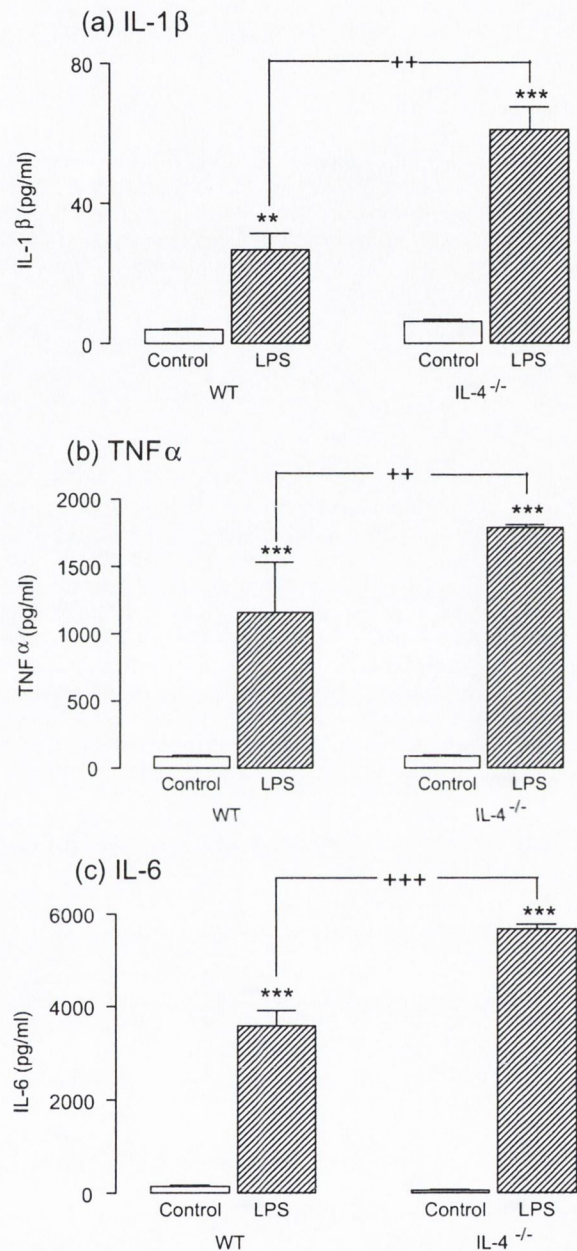 (a) IL-1β
80
++
***
**
40
0
IL-1 β (pg/ml)
Control LPS Control LPS
WT IL-4 -/-
(b) TNFα
++
2000
***
***
1500
1000
500
0
TNF α (pg/ml)
Control LPS Control LPS
WT IL-4 -/-
(c) IL-6
+++
6000
***
***
4000
2000
0
IL-6 (pg/ml)
Control LPS Control LPS
WT IL-4 -/-